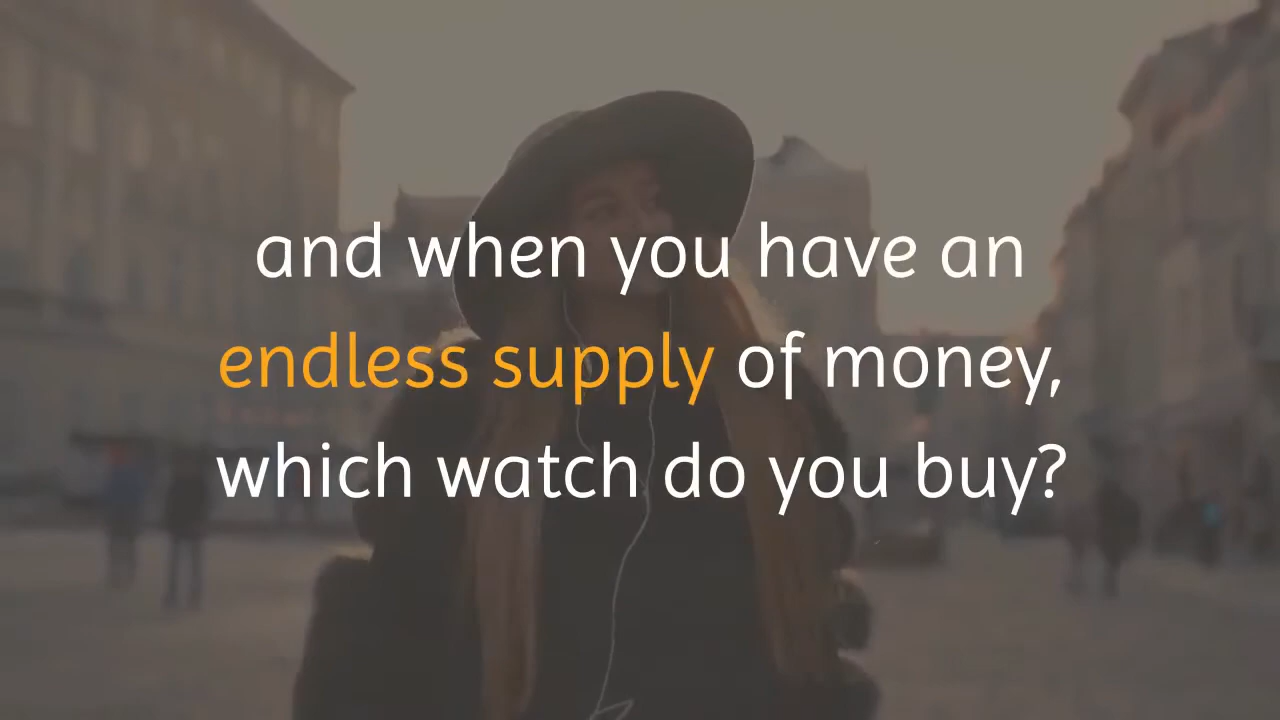 and when you have an
endless supply of money,
which watch do you buy?